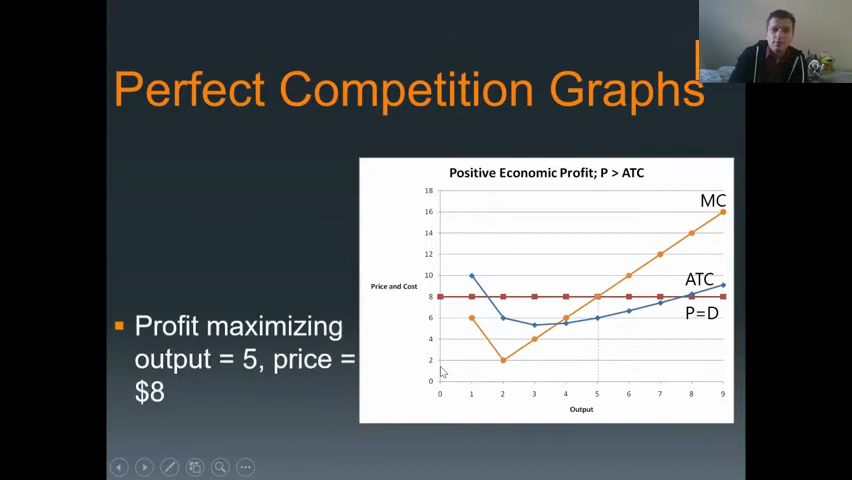 Perfect Competition Graphs
Positive Economic Profit; P > ATC
18
16
14
12
10
8
6
4
2
0
Price and Cost
MC
ATC
P=D
0 1 2 3 4 5 6 7 8 9
Output
Profit maximizing
output = 5, price =
$8